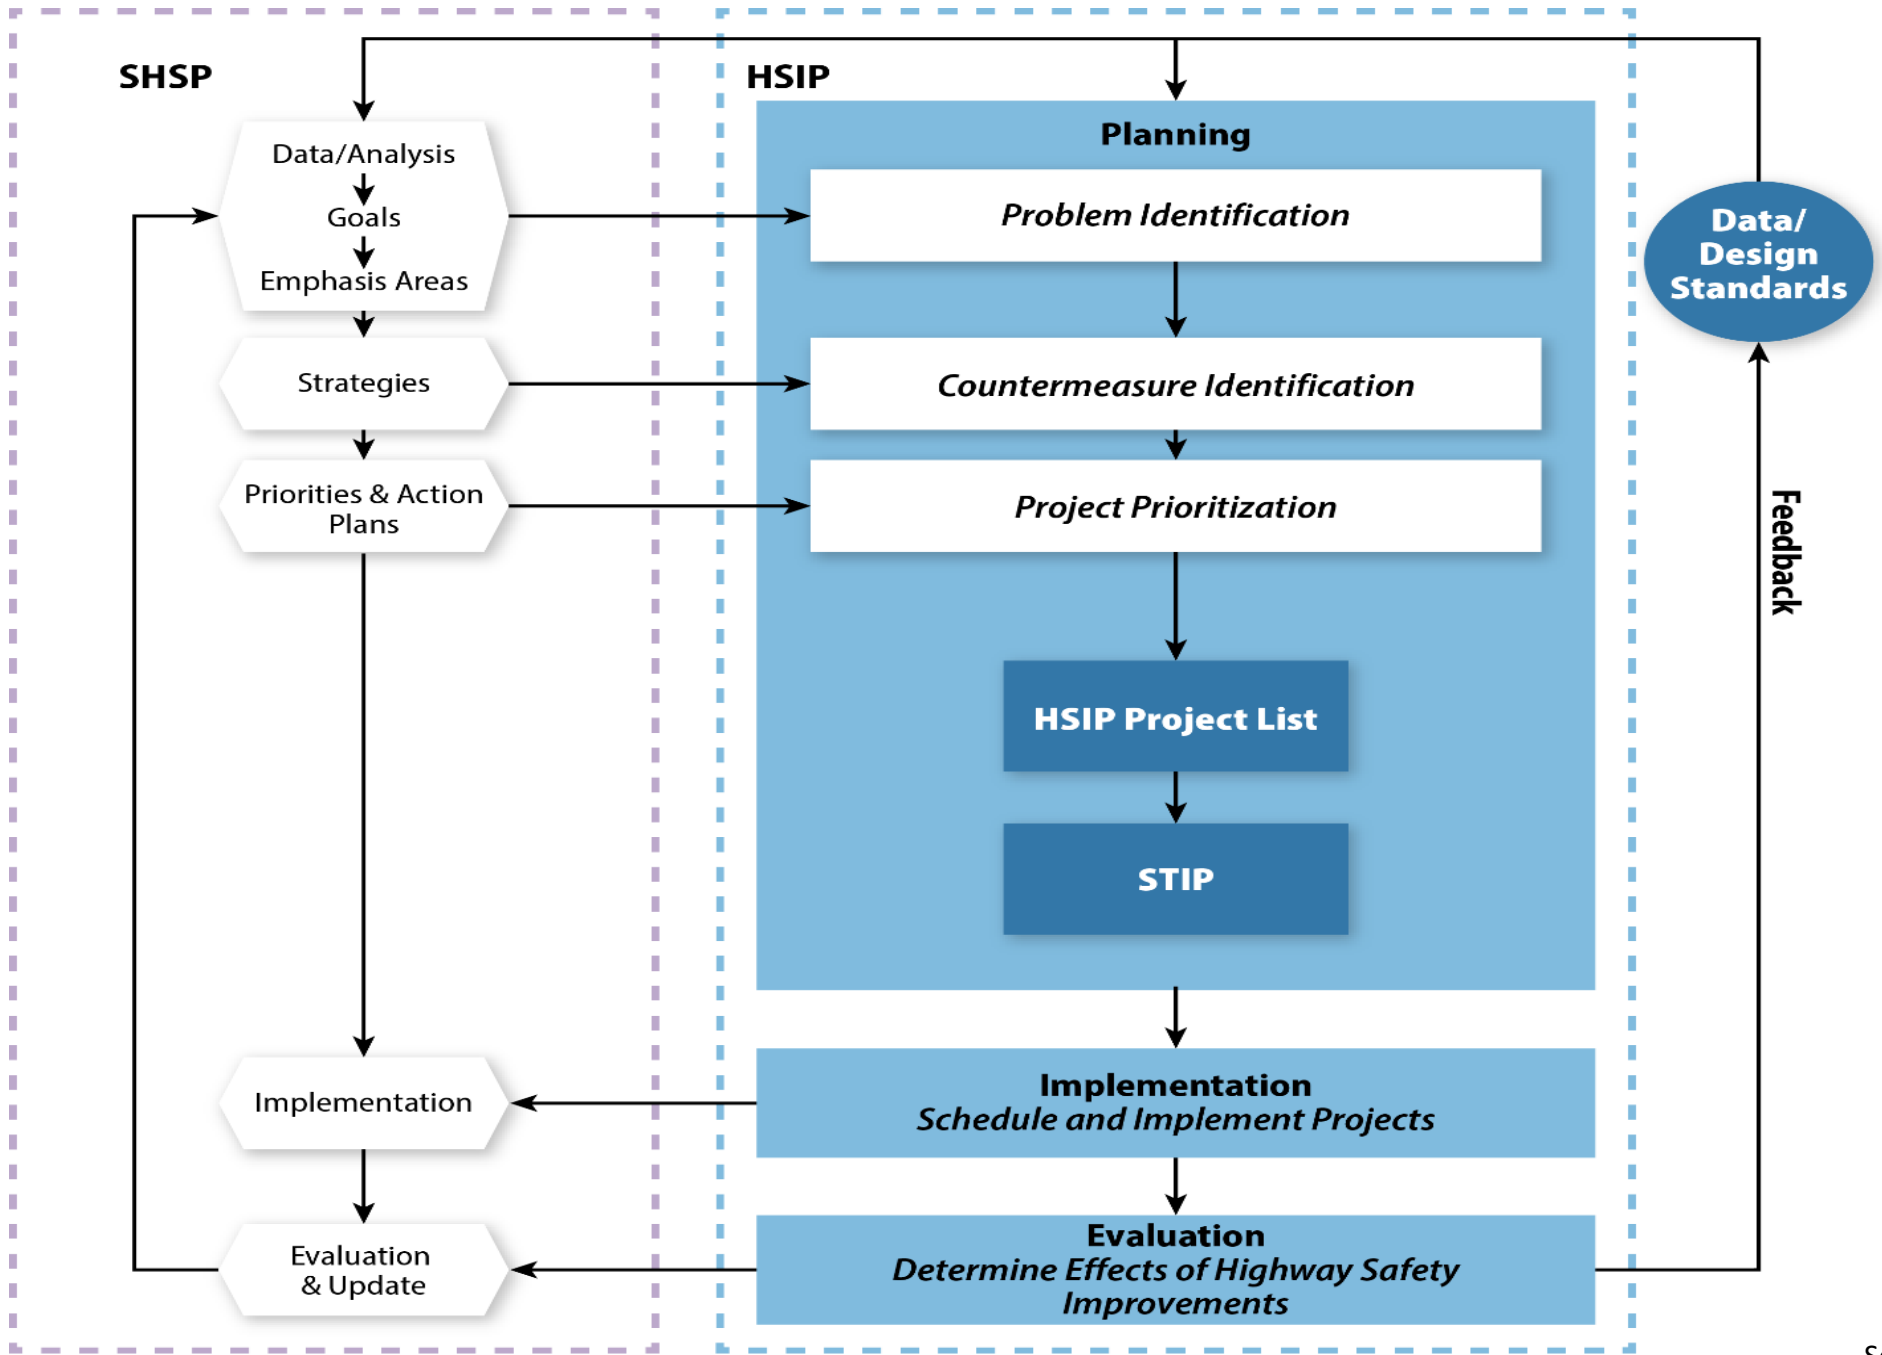 SHSP
Data/Analysis
Goals
Emphasis Areas
Strategies
Priorities & Action
Plans
Implementation
Evaluation
& Update
HSIP
Planning
Problem Identification
Countermeasure Identification
Project Prioritization
HSIP Project List
STIP
Implementation
Schedule and Implement Projects
Evaluation
Determine Effects of Highway Safety
Improvements
Data/
Design
Standards
Feedback